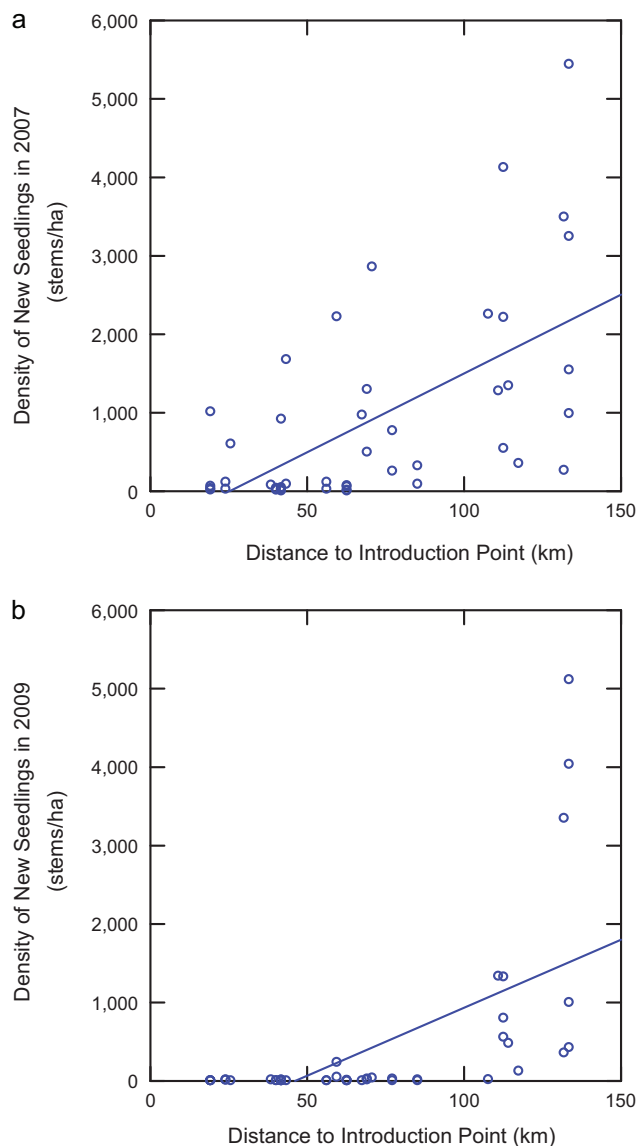 a
6,000
5,000
4,000
3,000
2,000
1,000
0
Density of New Seedlings in 2007
(stems/ha)
0 50 100 150
Distance to Introduction Point (km)
b
6,000
5,000
4,000
3,000
2,000
1,000
0
Density of New Seedlings in 2009
(stems/ha)
0 50 100 150
Distance to Introduction Point (km)